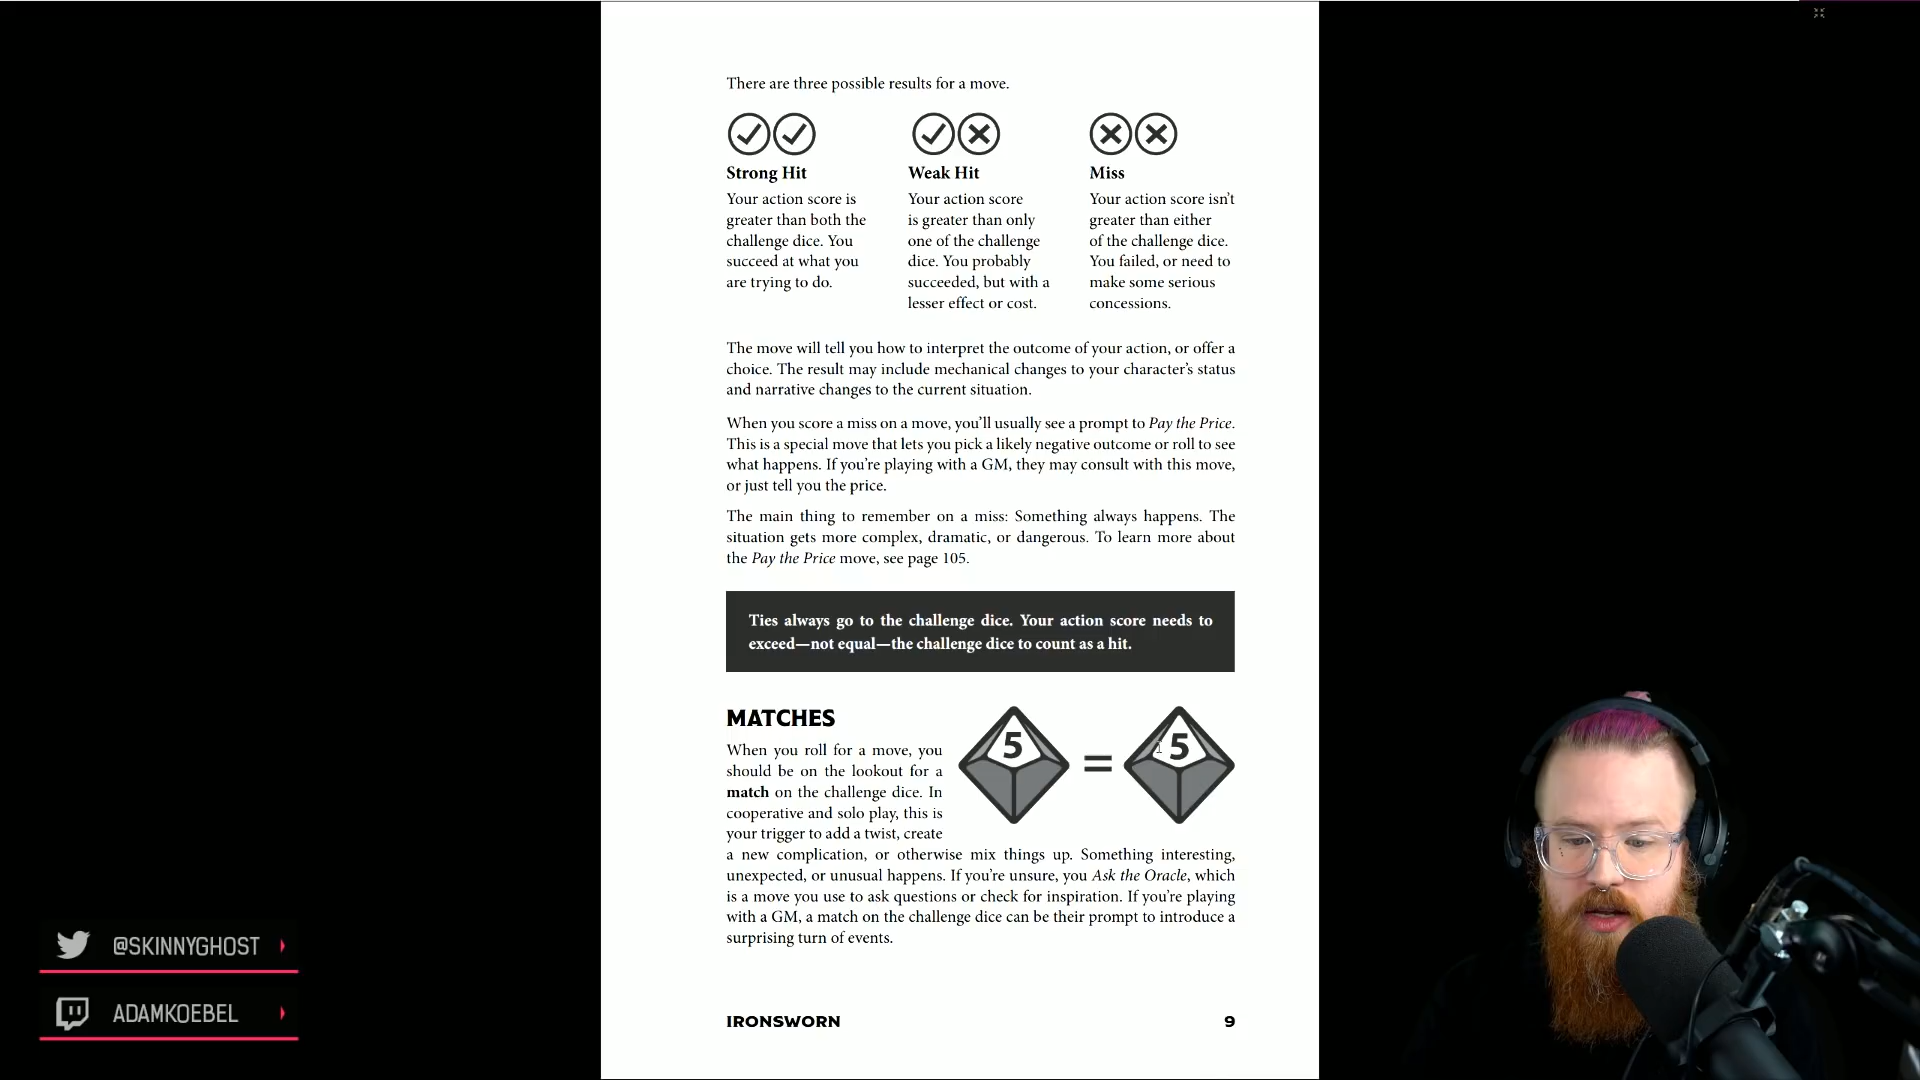 There are three possible results for a move.
Strong Hit
Your action score is
greater than both the
challenge dice. You
succeed at what you
are trying to do.
Weak Hit
Your action score
is greater than only
one of the challenge
dice. You probably
succeeded, but with a
lesser effect or cost.
Miss
Your action score isn't
greater than either
of the challenge dice.
You failed, or need to
make some serious
concessions.
The move will tell you how to interpret the outcome of your action, or offer a
choice. The result may include mechanical changes to your character's status
and narrative changes to the current situation.
When you score a miss on a move, you'll usually see a prompt to Pay the Price.
This is a special move that lets you pick a likely negative outcome or roll to see
what happens. If you're playing with a GM, they may consult with this move,
or just tell you the price.
The main thing to remember on a miss: Something always happens. The
situation gets more complex, dramatic, or dangerous. To learn more about
the Pay the Price move, see page 105.
Ties always go to the challenge dice. Your action score needs to
exceed—not equal—the challenge dice to count as a hit.
MATCHES
5 = 5
When you roll for a move, you
should be on the lookout for a
match on the challenge dice. In
cooperative and solo play, this is
your trigger to add a twist, create
a new complication, or otherwise mix things up. Something interesting,
unexpected, or unusual happens. If you're unsure, you Ask the Oracle, which
is a move you use to ask questions or check for inspiration. If you're playing
with a GM, a match on the challenge dice can be their prompt to introduce a
surprising turn of events.
IRONSWORN 9
@SKINNYGHOST
ADAMKOEBEL